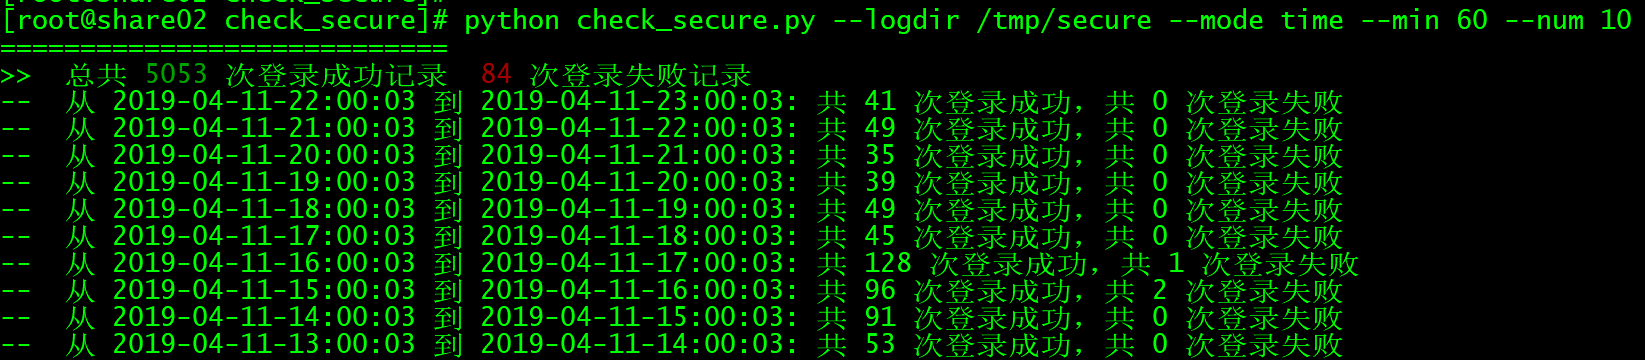 [root@share02 check_secure]#
[root@share02 check_secure]# python check_secure.py --logdir /tmp/secure --mode time --min 60 --num 10
============================
>>  总共 5053 次登录成功记录  84 次登录失败记录
--  从 2019-04-11-22:00:03 到 2019-04-11-23:00:03: 共 41 次登录成功，共 0 次登录失败
--  从 2019-04-11-21:00:03 到 2019-04-11-22:00:03: 共 49 次登录成功，共 0 次登录失败
--  从 2019-04-11-20:00:03 到 2019-04-11-21:00:03: 共 35 次登录成功，共 0 次登录失败
--  从 2019-04-11-19:00:03 到 2019-04-11-20:00:03: 共 39 次登录成功，共 0 次登录失败
--  从 2019-04-11-18:00:03 到 2019-04-11-19:00:03: 共 49 次登录成功，共 0 次登录失败
--  从 2019-04-11-17:00:03 到 2019-04-11-18:00:03: 共 45 次登录成功，共 0 次登录失败
--  从 2019-04-11-16:00:03 到 2019-04-11-17:00:03: 共 128 次登录成功，共 1 次登录失败
--  从 2019-04-11-15:00:03 到 2019-04-11-16:00:03: 共 96 次登录成功，共 2 次登录失败
--  从 2019-04-11-14:00:03 到 2019-04-11-15:00:03: 共 91 次登录成功，共 0 次登录失败
--  从 2019-04-11-13:00:03 到 2019-04-11-14:00:03: 共 53 次登录成功，共 0 次登录失败